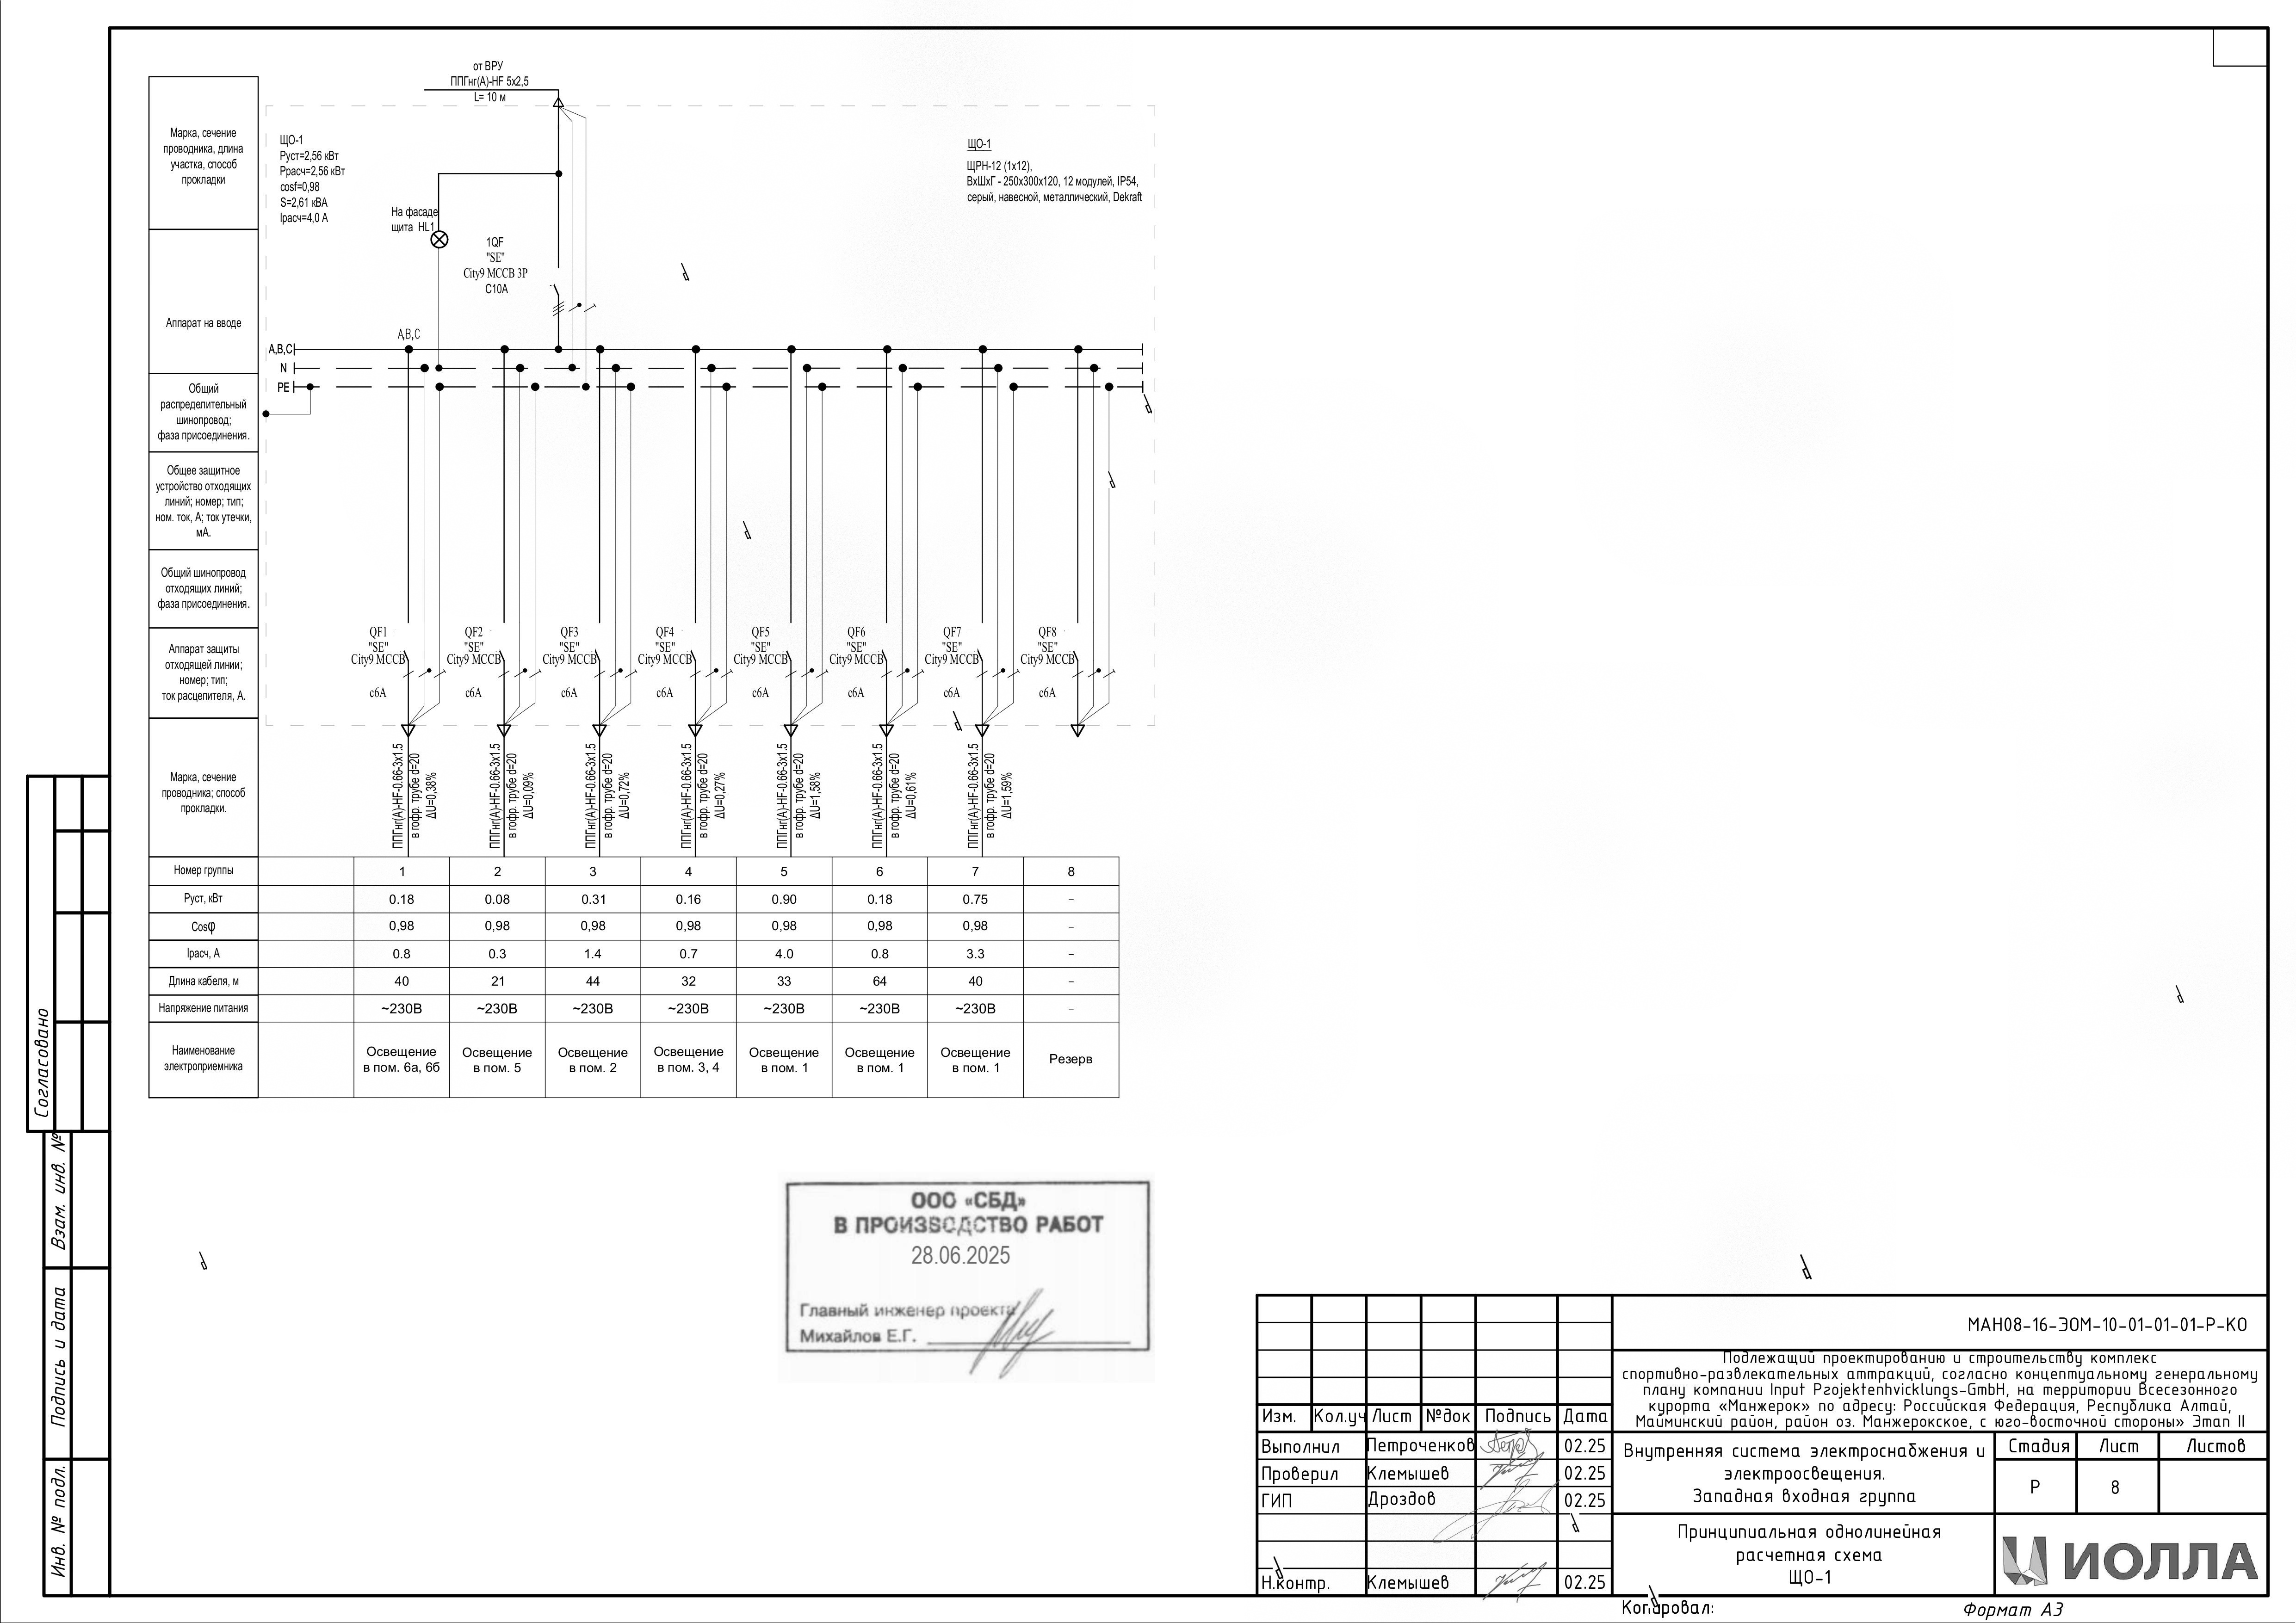 от ВРУ
ППГнг(А)-HF 5x2,5
L= 10 м
Марка, сечение
проводника, длина
участка, способ
прокладки
ЩО-1
Руст=2,56 кВт
Ррасч=2,56 кВт
cosf=0,98
S=2,61 кВА
Iрасч=4,0 А
ЩО-1
ЩРН-12 (1x12),
ВхШхГ - 250х300х120, 12 модулей, IP54,
серый, навесной, металлический, Dekraft
На фасаде
щита HL1
1QF
"SE"
City9 MCCB 3P
C10A
Аппарат на вводе
A,B,C
A,B,C
N
PE
Общий
распределительный
шинопровод;
фаза присоединения.
Общее защитное
устройство отходящих
линий; номер; тип;
ном. ток, А; ток утечки,
мА.
Общий шинопровод
отходящих линий;
фаза присоединения.
Аппарат защиты
отходящей линии;
номер; тип;
ток расцепителя, А.
QF1 QF2 QF3 QF4 QF5 QF6 QF7 QF8
"SE" "SE" "SE" "SE" "SE" "SE" "SE" "SE"
City9 MCCB City9 MCCB City9 MCCB City9 MCCB City9 MCCB City9 MCCB City9 MCCB City9 MCCB
c6A c6A c6A c6A c6A c6A c6A c6A
Марка, сечение
проводника; способ
прокладки.
ППГнг(А)-HF-0.66-3x1.5
в гофр. трубе d=20
ΔU=0,38%
ППГнг(А)-HF-0.66-3x1.5
в гофр. трубе d=20
ΔU=0,09%
ППГнг(А)-HF-0.66-3x1.5
в гофр. трубе d=20
ΔU=0,72%
ППГнг(А)-HF-0.66-3x1.5
в гофр. трубе d=20
ΔU=0,27%
ППГнг(А)-HF-0.66-3x1.5
в гофр. трубе d=20
ΔU=1,58%
ППГнг(А)-HF-0.66-3x1.5
в гофр. трубе d=20
ΔU=0,61%
ППГнг(А)-HF-0.66-3x1.5
в гофр. трубе d=20
ΔU=1,59%
Номер группы 1 2 3 4 5 6 7 8
Руст, кВт 0.18 0.08 0.31 0.16 0.90 0.18 0.75 –
Cosφ 0,98 0,98 0,98 0,98 0,98 0,98 0,98 –
Iрасч, А 0.8 0.3 1.4 0.7 4.0 0.8 3.3 –
Длина кабеля, м 40 21 44 32 33 64 40 –
Напряжение питания ~230В ~230В ~230В ~230В ~230В ~230В ~230В –
Наименование
электроприемника
Освещение
в пом. 6а, 6б
Освещение
в пом. 5
Освещение
в пом. 2
Освещение
в пом. 3, 4
Освещение
в пом. 1
Освещение
в пом. 1
Освещение
в пом. 1
Резерв
Согласовано
Взам. инв. №
Подпись и дата
Инв. № подл.
ООО «СБД»
В ПРОИЗВОДСТВО РАБОТ
28.06.2025
Главный инженер проекта
Михайлов Е.Г.
МАН08-16-ЭОМ-10-01-01-01-Р-КО
Подлежащий проектированию и строительству комплекс
спортивно-развлекательных аттракций, согласно концептуальному генеральному
плану компании Input Projektenhvicklungs-GmbH, на территории Всесезонного
курорта «Манжерок» по адресу: Российская Федерация, Республика Алтай,
Майминский район, район оз. Манжерокское, с юго-восточной стороны» Этап II
Изм. Кол.уч Лист №док Подпись Дата
Выполнил Петроченков 02.25
Проверил Клемышев 02.25
ГИП Дроздов 02.25
Н.контр. Клемышев 02.25
Внутренняя система электроснабжения и
электроосвещения.
Западная входная группа
Стадия Лист Листов
Р 8
Принципиальная однолинейная
расчетная схема
ЩО-1
ИОЛЛА
Копировал:
Формат А3